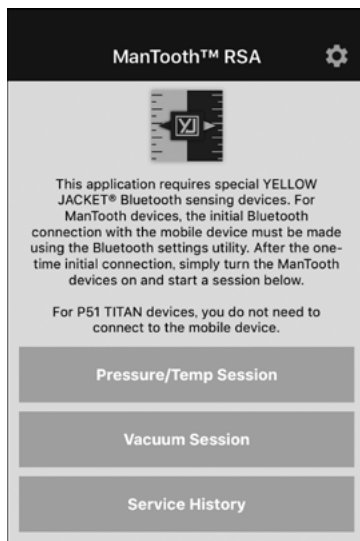 ManTooth™ RSA
YJ
This application requires special YELLOW
JACKET® Bluetooth sensing devices. For
ManTooth devices, the initial Bluetooth
connection with the mobile device must be made
using the Bluetooth settings utility. After the one-
time initial connection, simply turn the ManTooth
devices on and start a session below.
For P51 TITAN devices, you do not need to
connect to the mobile device.
Pressure/Temp Session
Vacuum Session
Service History